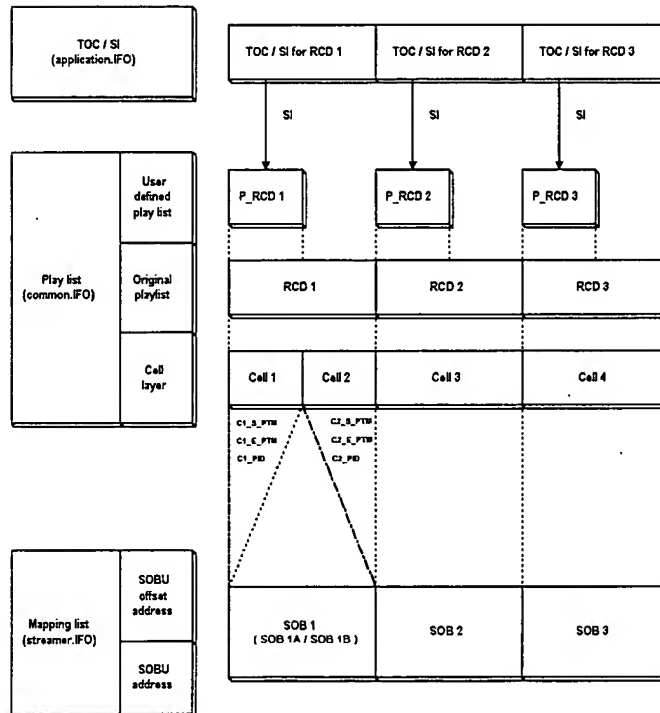 TOC / SI
(application.IFO)
TOC / SI for RCD 1
TOC / SI for RCD 2
TOC / SI for RCD 3
SI
SI
SI
User
defined
play list
P_RCD 1
P_RCD 2
P_RCD 3
Play list
(common.IFO)
Original
playlist
RCD 1
RCD 2
RCD 3
Cell
layer
Cell 1
Cell 2
Cell 3
Cell 4
C1_S_PTM
C1_E_PTM
C1_PID
C2_S_PTM
C2_E_PTM
C2_PID
Mapping list
(streamer.IFO)
SOBU
offset
address
SOBU
address
SOB 1
( SOB 1A / SOB 1B )
SOB 2
SOB 3